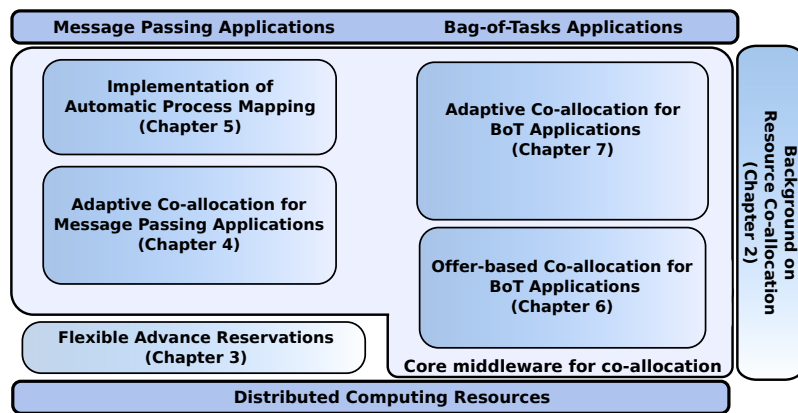 Message Passing Applications
Bag-of-Tasks Applications
Implementation of
Automatic Process Mapping
(Chapter 5)
Adaptive Co-allocation for
Message Passing Applications
(Chapter 4)
Adaptive Co-allocation for
BoT Applications
(Chapter 7)
Offer-based Co-allocation for
BoT Applications
(Chapter 6)
Flexible Advance Reservations
(Chapter 3)
Core middleware for co-allocation
Background on
Resource Co-allocation
(Chapter 2)
Distributed Computing Resources